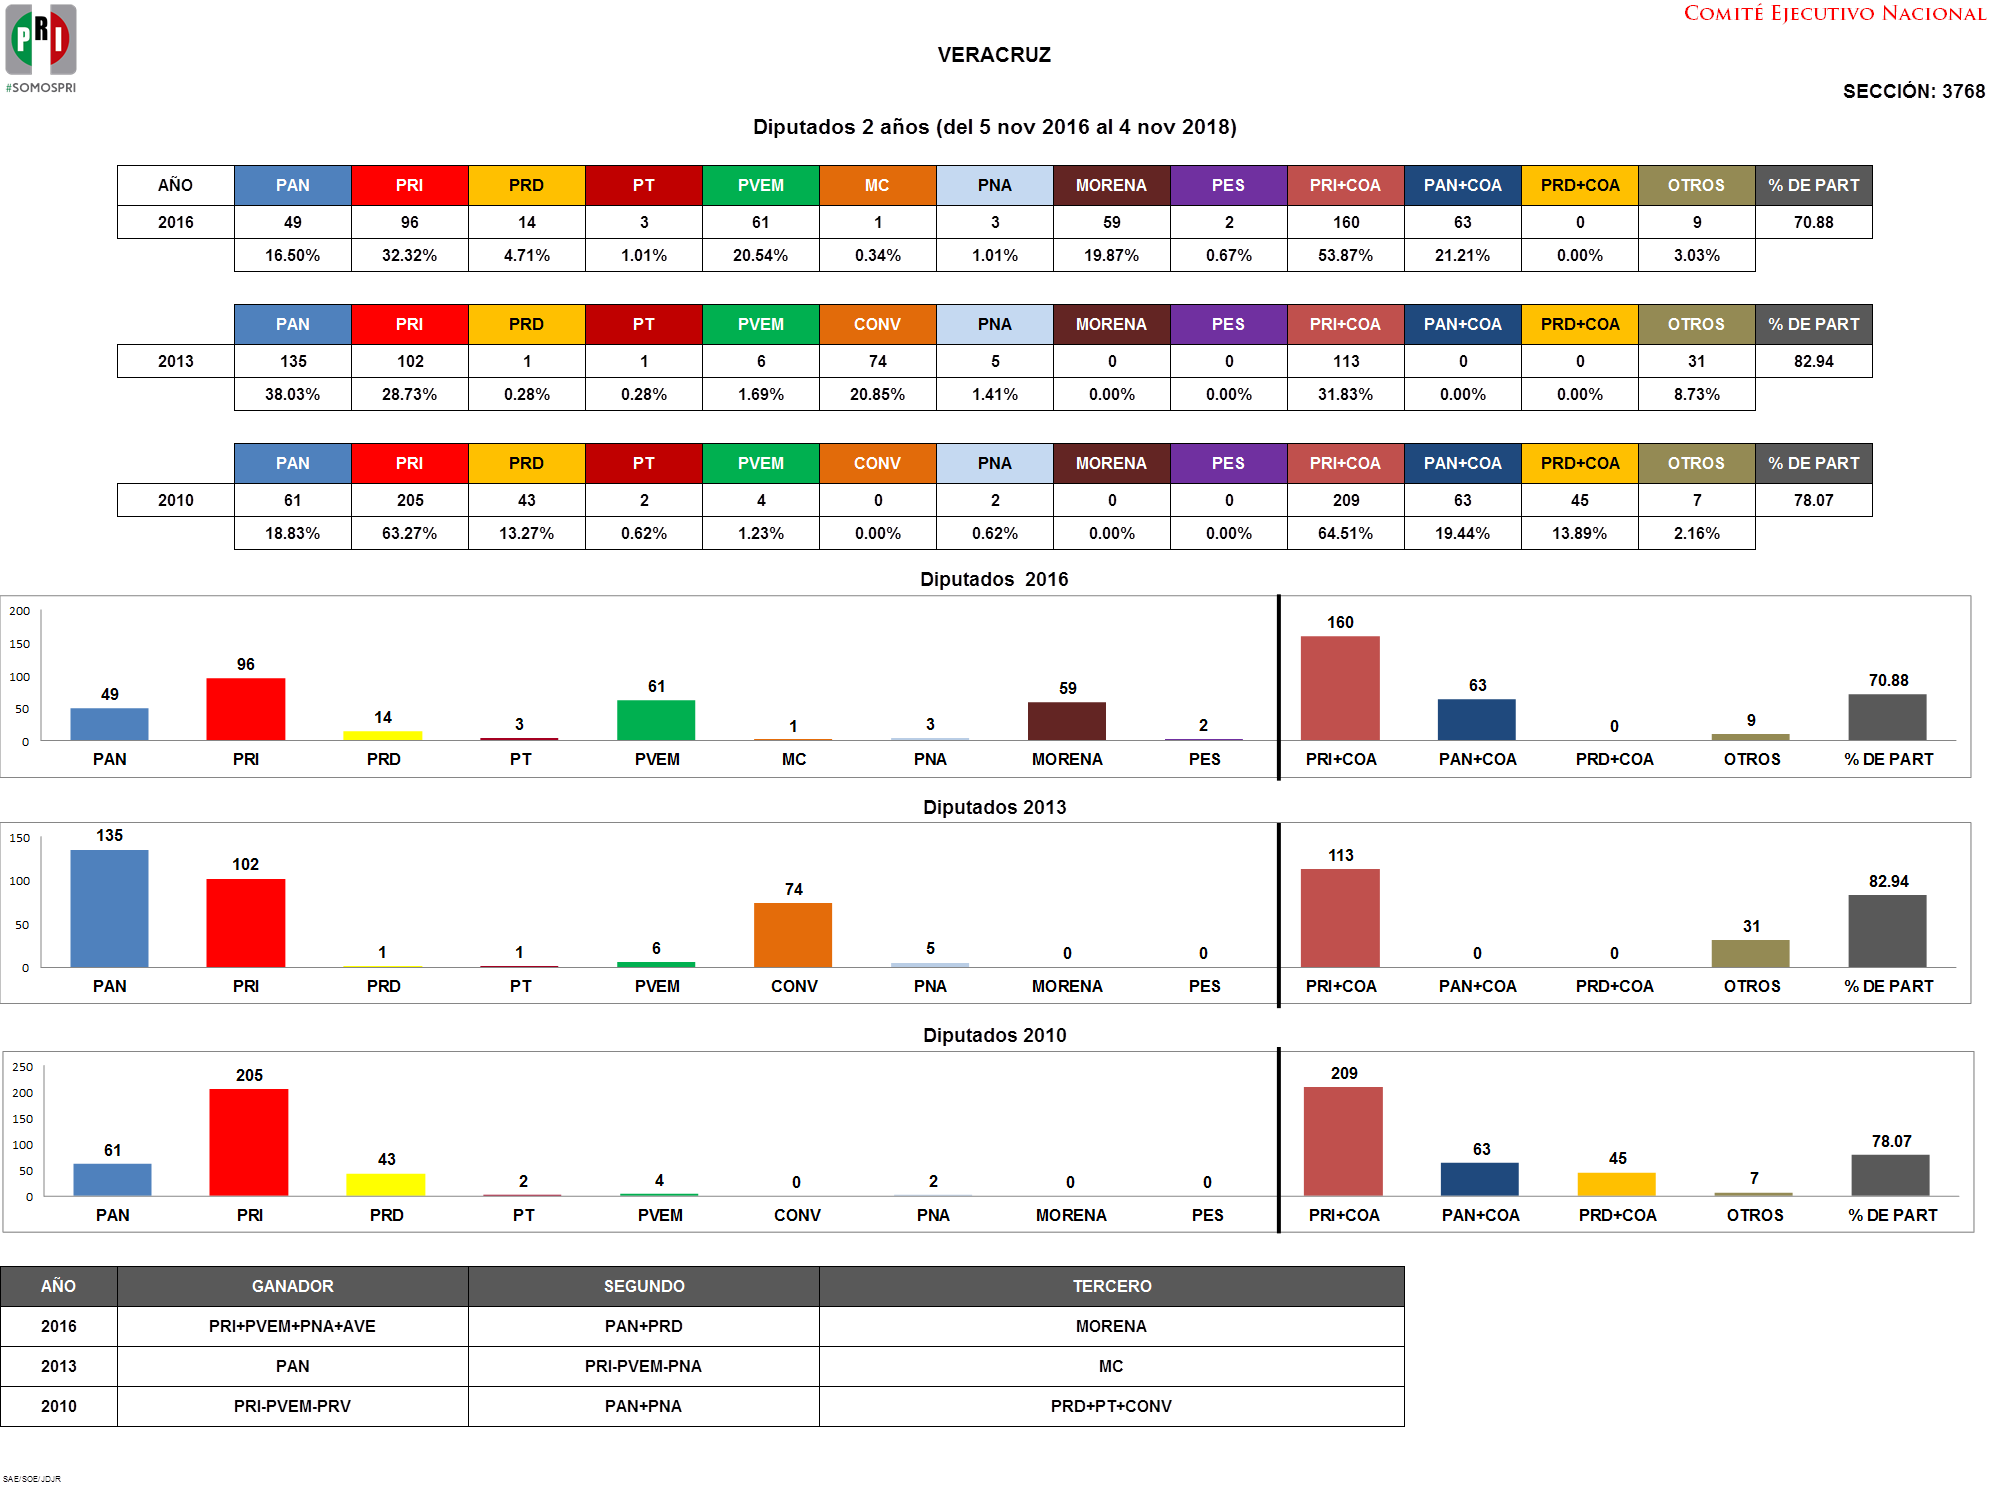 COMITÉ EJECUTIVO NACIONAL
PRI
#SOMOSPRI
VERACRUZ
SECCIÓN: 3768
Diputados 2 años (del 5 nov 2016 al 4 nov 2018)
AÑO PAN PRI PRD PT PVEM MC PNA MORENA PES PRI+COA PAN+COA PRD+COA OTROS % DE PART
2016 49 96 14 3 61 1 3 59 2 160 63 0 9 70.88
16.50% 32.32% 4.71% 1.01% 20.54% 0.34% 1.01% 19.87% 0.67% 53.87% 21.21% 0.00% 3.03%
PAN PRI PRD PT PVEM CONV PNA MORENA PES PRI+COA PAN+COA PRD+COA OTROS % DE PART
2013 135 102 1 1 6 74 5 0 0 113 0 0 31 82.94
38.03% 28.73% 0.28% 0.28% 1.69% 20.85% 1.41% 0.00% 0.00% 31.83% 0.00% 0.00% 8.73%
PAN PRI PRD PT PVEM CONV PNA MORENA PES PRI+COA PAN+COA PRD+COA OTROS % DE PART
2010 61 205 43 2 4 0 2 0 0 209 63 45 7 78.07
18.83% 63.27% 13.27% 0.62% 1.23% 0.00% 0.62% 0.00% 0.00% 64.51% 19.44% 13.89% 2.16%
Diputados 2016
200
150
100
50
0
49 96 14 3 61 1 3 59 2 160 63 0 9 70.88
PAN PRI PRD PT PVEM MC PNA MORENA PES PRI+COA PAN+COA PRD+COA OTROS % DE PART
Diputados 2013
150
100
50
0
135 102 1 1 6 74 5 0 0 113 0 0 31 82.94
PAN PRI PRD PT PVEM CONV PNA MORENA PES PRI+COA PAN+COA PRD+COA OTROS % DE PART
Diputados 2010
250
200
150
100
50
0
61 205 43 2 4 0 2 0 0 209 63 45 7 78.07
PAN PRI PRD PT PVEM CONV PNA MORENA PES PRI+COA PAN+COA PRD+COA OTROS % DE PART
AÑO GANADOR SEGUNDO TERCERO
2016 PRI+PVEM+PNA+AVE PAN+PRD MORENA
2013 PAN PRI-PVEM-PNA MC
2010 PRI-PVEM-PRV PAN+PNA PRD+PT+CONV
SAE/SOE/JDJR